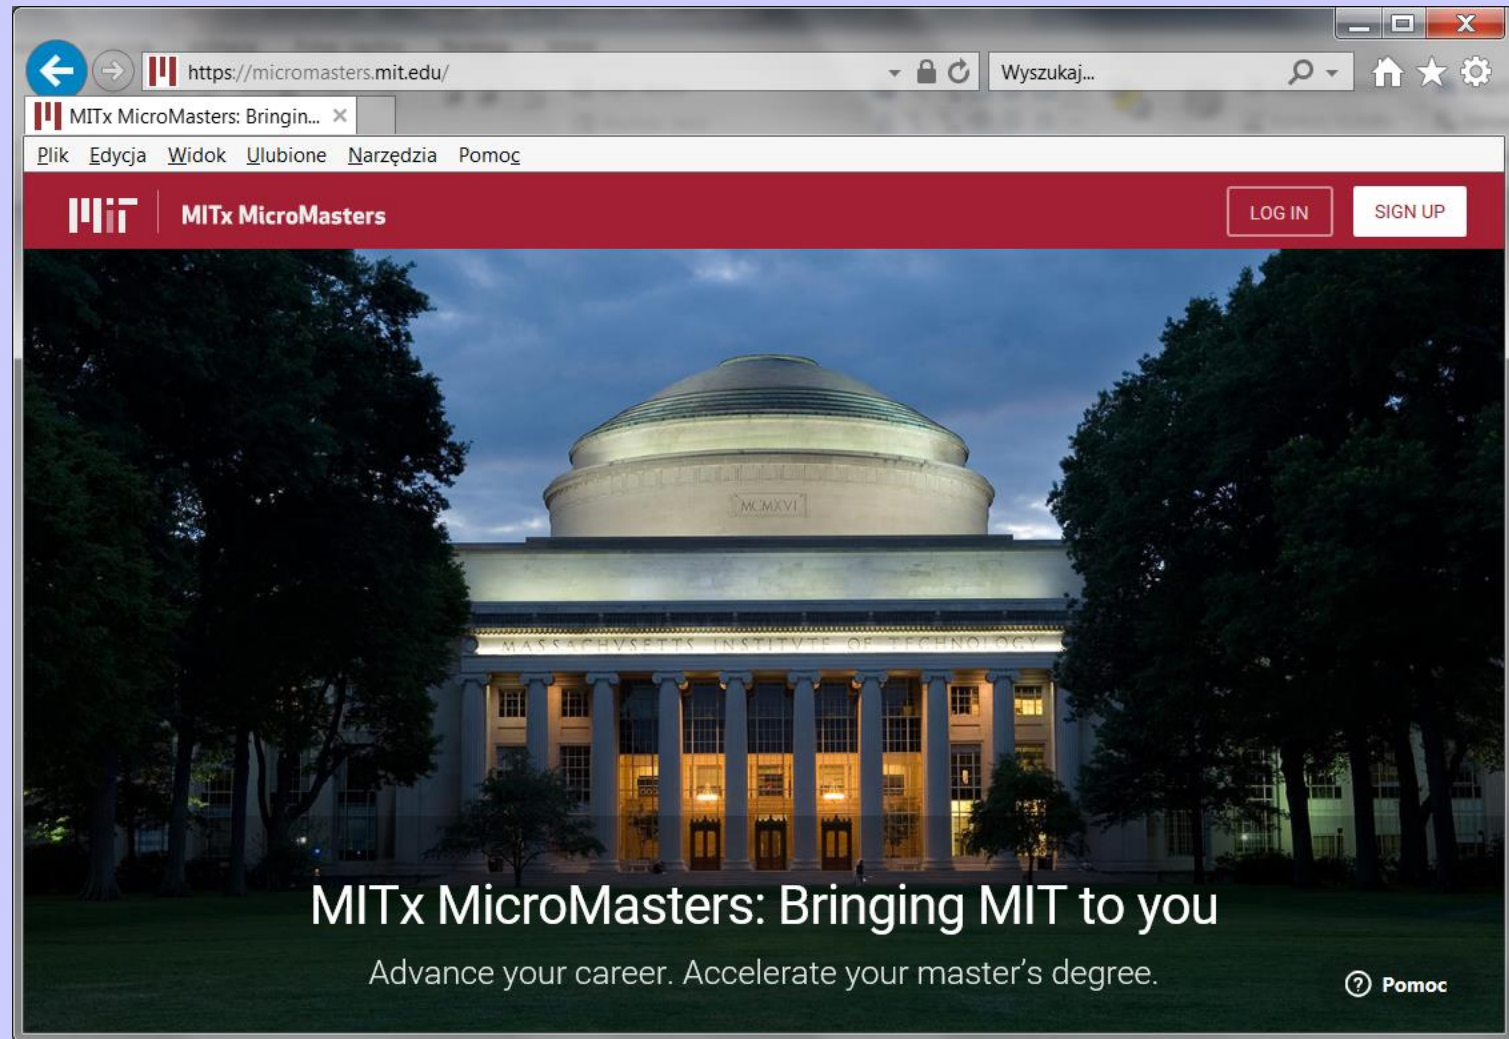 https://micromasters.mit.edu/
Wyszukaj...
MITx MicroMasters: Bringin...
Plik Edycja Widok Ulubione Narzędzia Pomoc
MIT MITx MicroMasters LOG IN SIGN UP
MCMXVI
MASSACHVSETTS INSTITVTE OF TECHNOLOGY
MITx MicroMasters: Bringing MIT to you
Advance your career. Accelerate your master's degree.
Pomoc